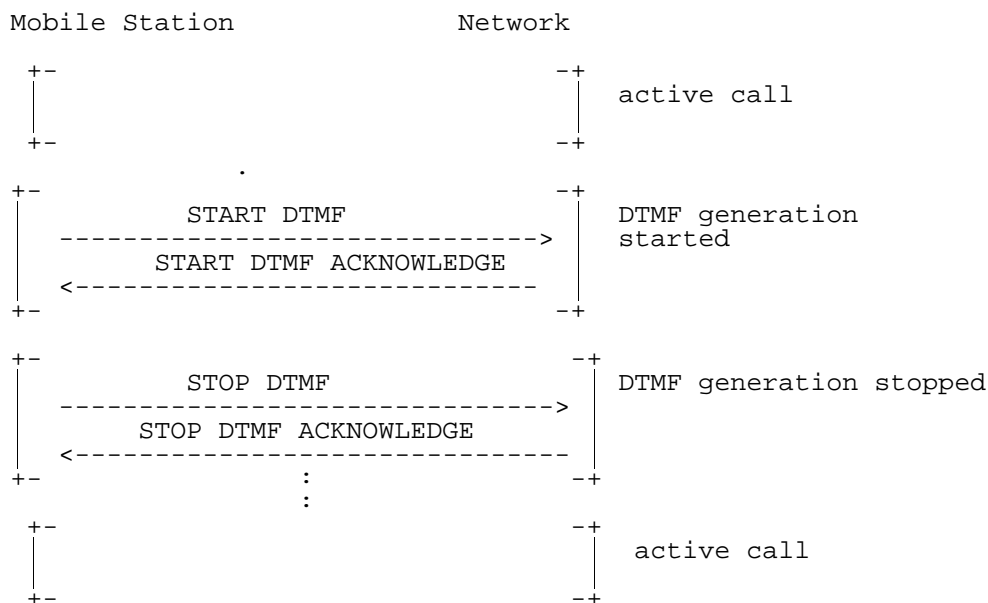 Mobile Station Network
active call
START DTMF DTMF generation
started
START DTMF ACKNOWLEDGE
STOP DTMF DTMF generation stopped
STOP DTMF ACKNOWLEDGE
active call